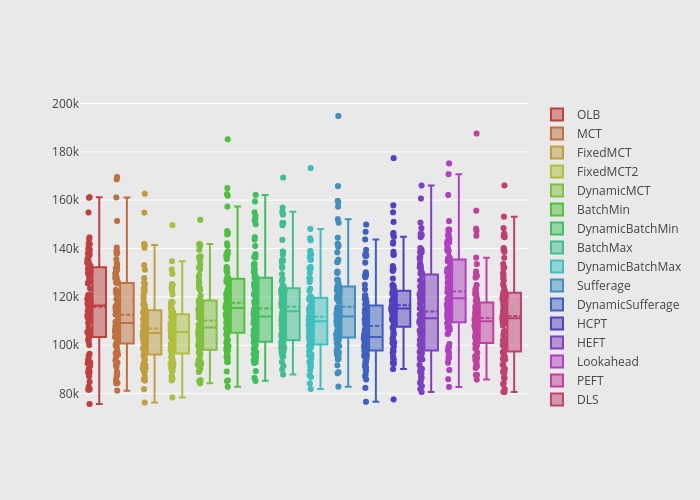 200k
180k
160k
140k
120k
100k
80k
OLB
MCT
FixedMCT
FixedMCT2
DynamicMCT
BatchMin
DynamicBatchMin
BatchMax
DynamicBatchMax
Sufferage
DynamicSufferage
HCPT
HEFT
Lookahead
PEFT
DLS